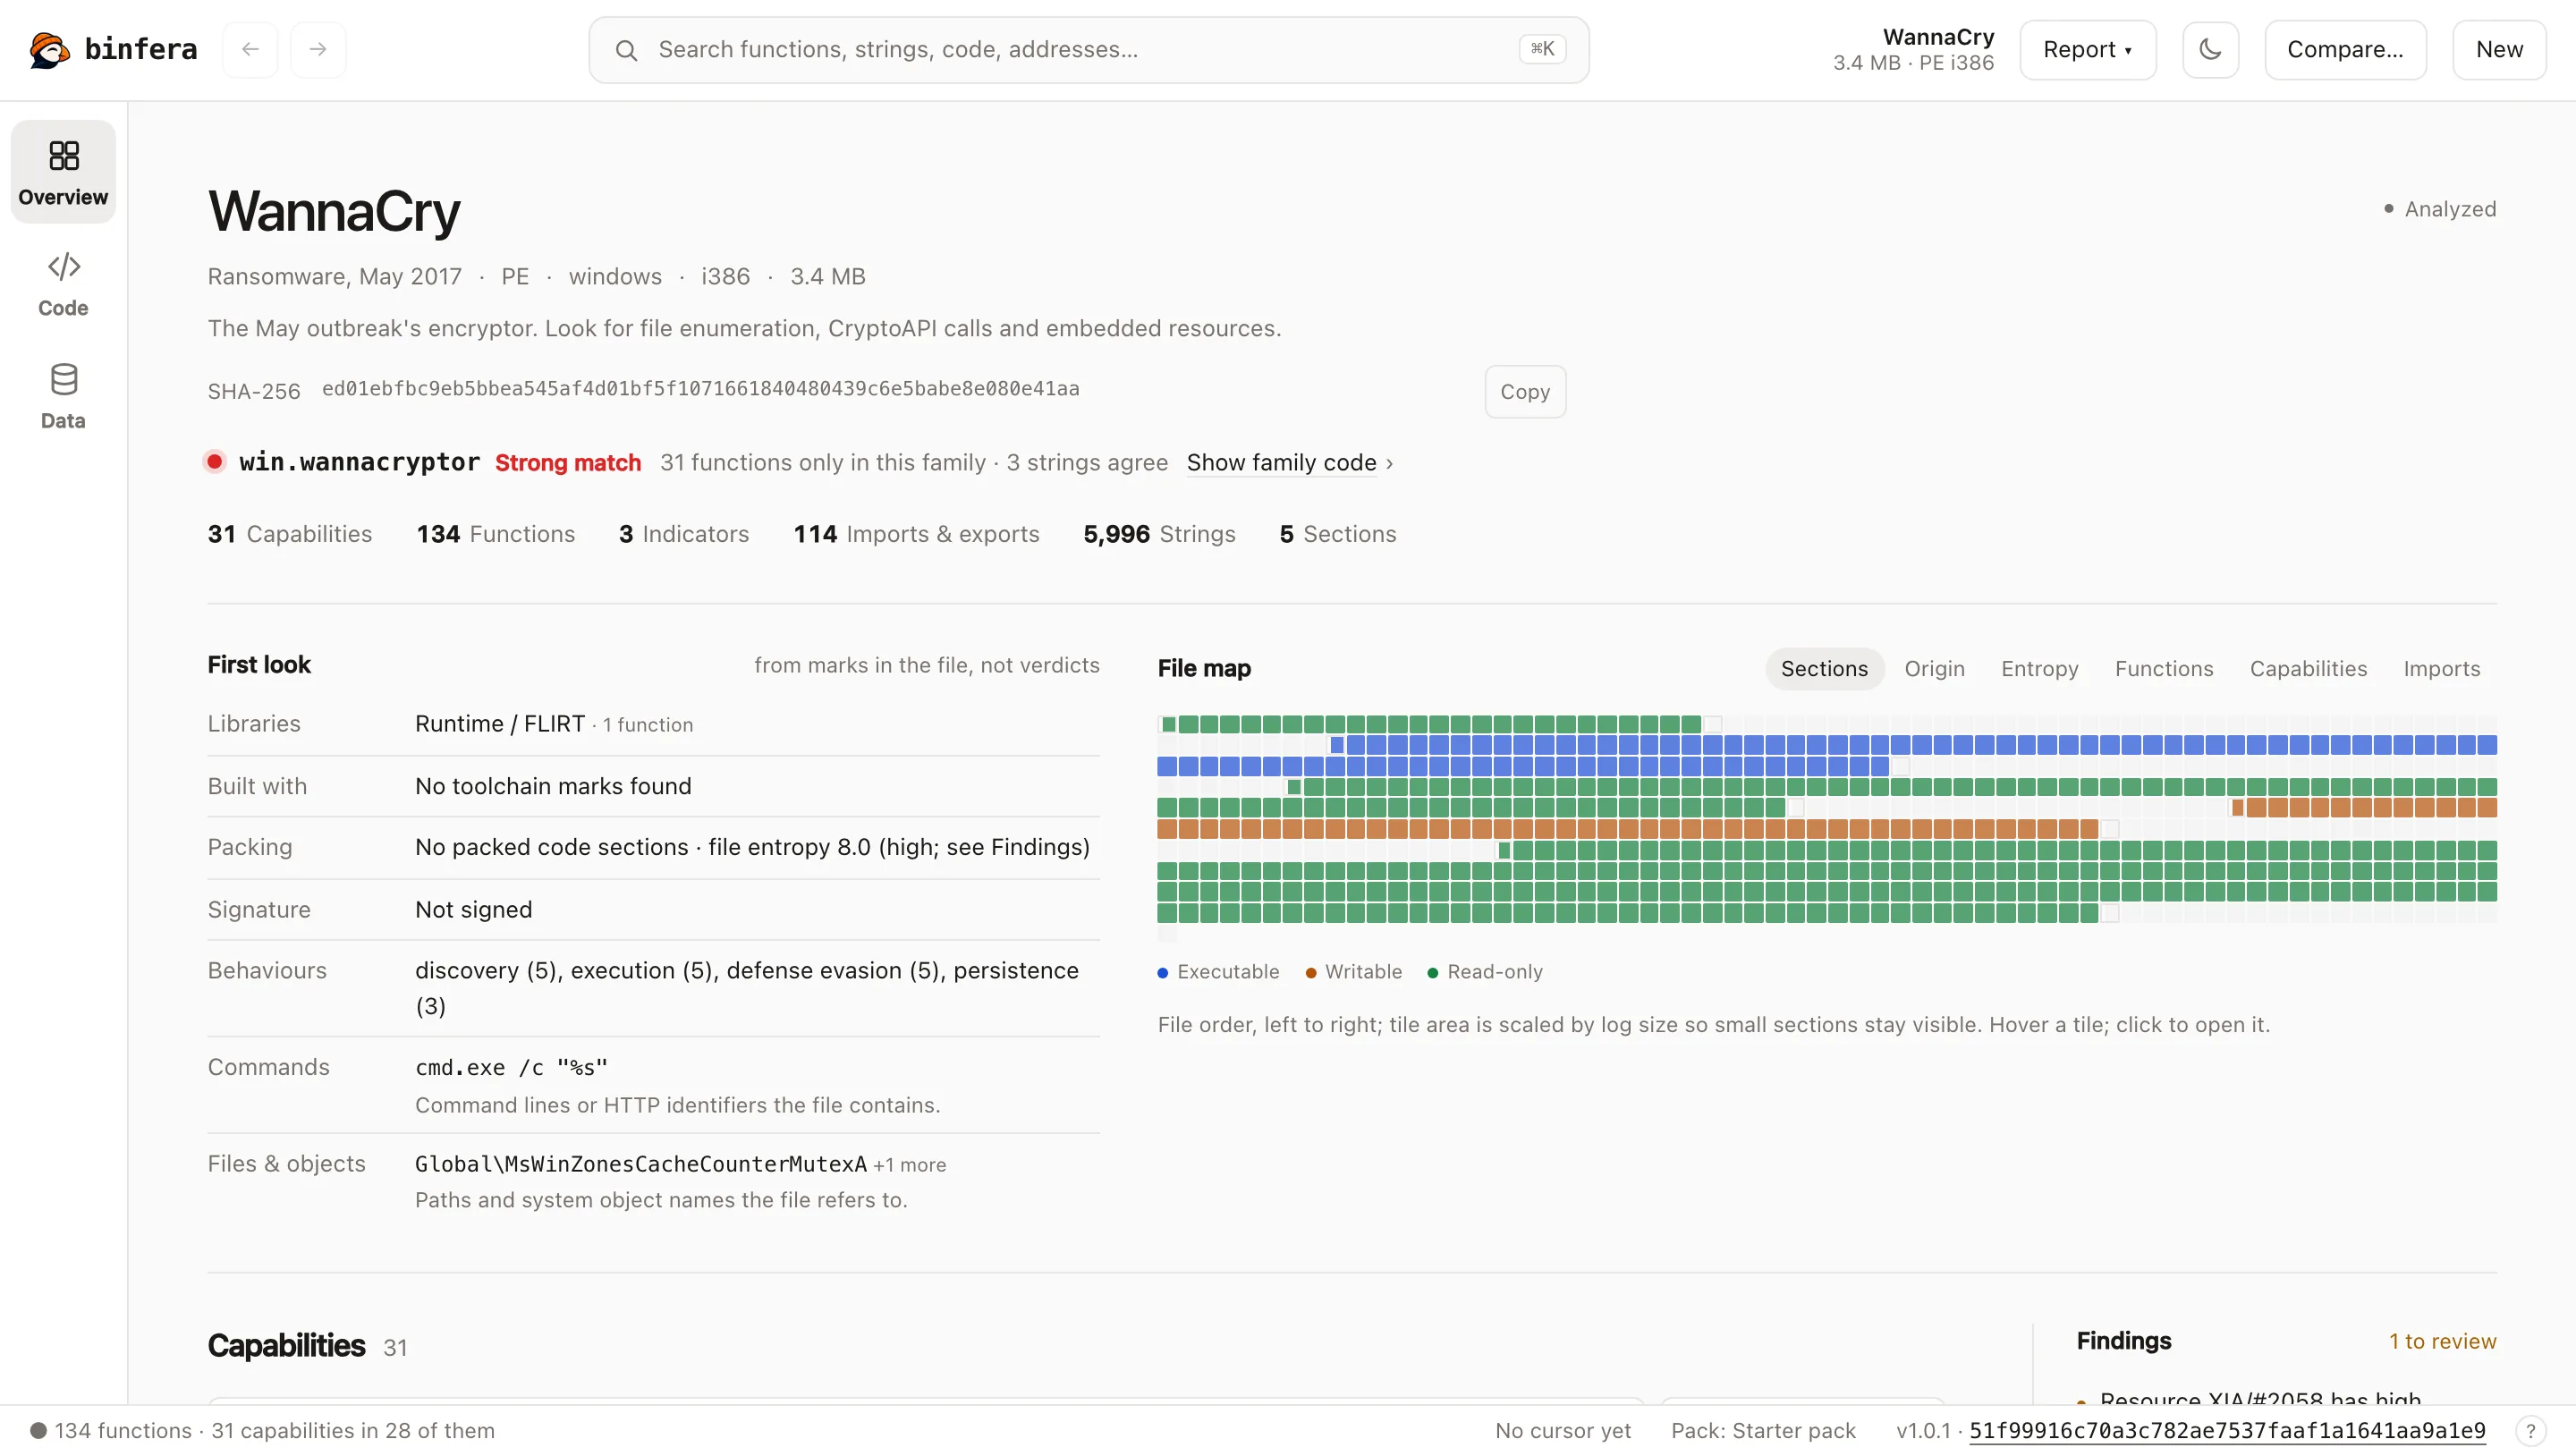 binfera
←
→
Search functions, strings, code, addresses...
⌘K
WannaCry
3.4 MB · PE i386
Report ▾
Compare...
New
Overview
Code
Data
WannaCry
• Analyzed
Ransomware, May 2017 · PE · windows · i386 · 3.4 MB
The May outbreak's encryptor. Look for file enumeration, CryptoAPI calls and embedded resources.
SHA-256 ed01ebfbc9eb5bbea545af4d01bf5f1071661840480439c6e5babe8e080e41aa
Copy
win.wannacryptor Strong match 31 functions only in this family · 3 strings agree Show family code ›
31 Capabilities 134 Functions 3 Indicators 114 Imports & exports 5,996 Strings 5 Sections
First look from marks in the file, not verdicts
Libraries Runtime / FLIRT · 1 function
Built with No toolchain marks found
Packing No packed code sections · file entropy 8.0 (high; see Findings)
Signature Not signed
Behaviours discovery (5), execution (5), defense evasion (5), persistence
(3)
Commands cmd.exe /c "%s"
Command lines or HTTP identifiers the file contains.
Files & objects Global\MsWinZonesCacheCounterMutexA +1 more
Paths and system object names the file refers to.
File map
Sections Origin Entropy Functions Capabilities Imports
Executable Writable Read-only
File order, left to right; tile area is scaled by log size so small sections stay visible. Hover a tile; click to open it.
Capabilities 31
Findings 1 to review
Resource XIA/#2058 has high
134 functions · 31 capabilities in 28 of them
No cursor yet
Pack: Starter pack
v1.0.1 · 51f99916c70a3c782ae7537faaf1a1641aa9a1e9
?